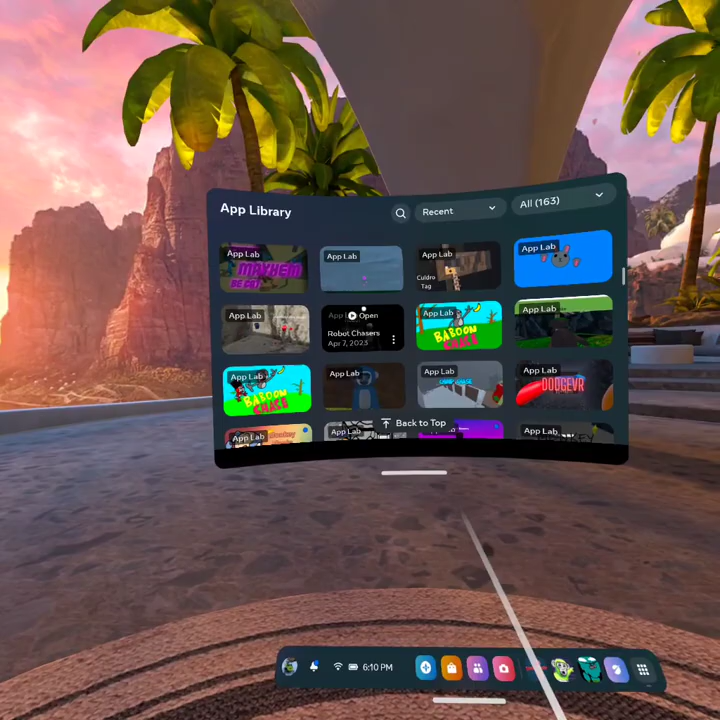 App Library
Recent
All (163)
App Lab
MAYHEM
App Lab
App Lab
Culdro
Tag
App Lab
App Lab
Open
Robot Chasers
Apr 7, 2023
App Lab
BABOON
CHASE
App Lab
App Lab
BABOON
CHASE
App Lab
App Lab
App Lab
DODGEVR
App Lab
App Lab
Back to Top
App Lab
App Lab
6:10 PM